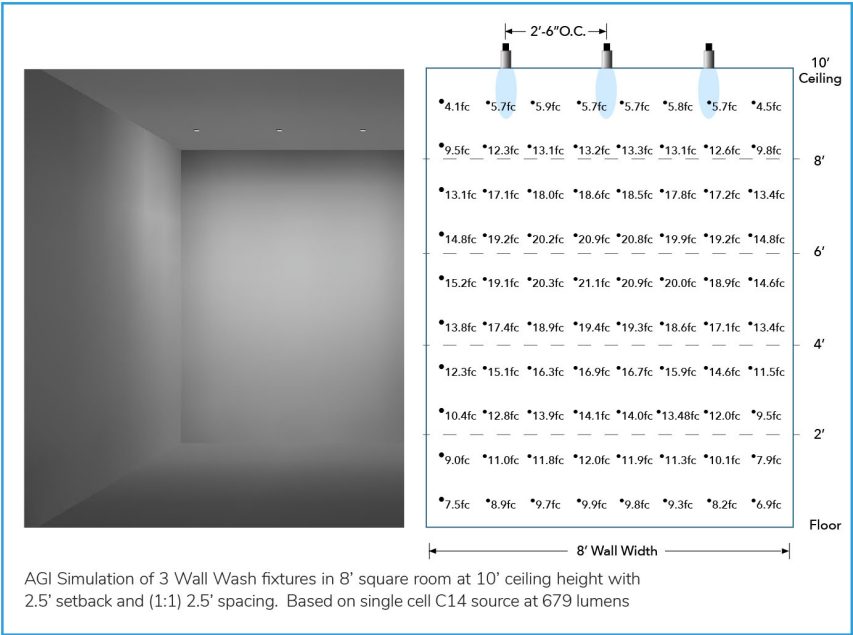 2'-6"O.C.
10'
Ceiling
4.1fc 5.7fc 5.9fc 5.7fc 5.7fc 5.8fc 5.7fc 4.5fc
9.5fc 12.3fc 13.1fc 13.2fc 13.3fc 13.1fc 12.6fc 9.8fc
8'
13.1fc 17.1fc 18.0fc 18.6fc 18.5fc 17.8fc 17.2fc 13.4fc
14.8fc 19.2fc 20.2fc 20.9fc 20.8fc 19.9fc 19.2fc 14.8fc
6'
15.2fc 19.1fc 20.3fc 21.1fc 20.9fc 20.0fc 18.9fc 14.6fc
13.8fc 17.4fc 18.9fc 19.4fc 19.3fc 18.6fc 17.1fc 13.4fc
4'
12.3fc 15.1fc 16.3fc 16.9fc 16.7fc 15.9fc 14.6fc 11.5fc
10.4fc 12.8fc 13.9fc 14.1fc 14.0fc 13.48fc 12.0fc 9.5fc
2'
9.0fc 11.0fc 11.8fc 12.0fc 11.9fc 11.3fc 10.1fc 7.9fc
7.5fc 8.9fc 9.7fc 9.9fc 9.8fc 9.3fc 8.2fc 6.9fc
Floor
8' Wall Width
AGI Simulation of 3 Wall Wash fixtures in 8' square room at 10' ceiling height with
2.5' setback and (1:1) 2.5' spacing. Based on single cell C14 source at 679 lumens